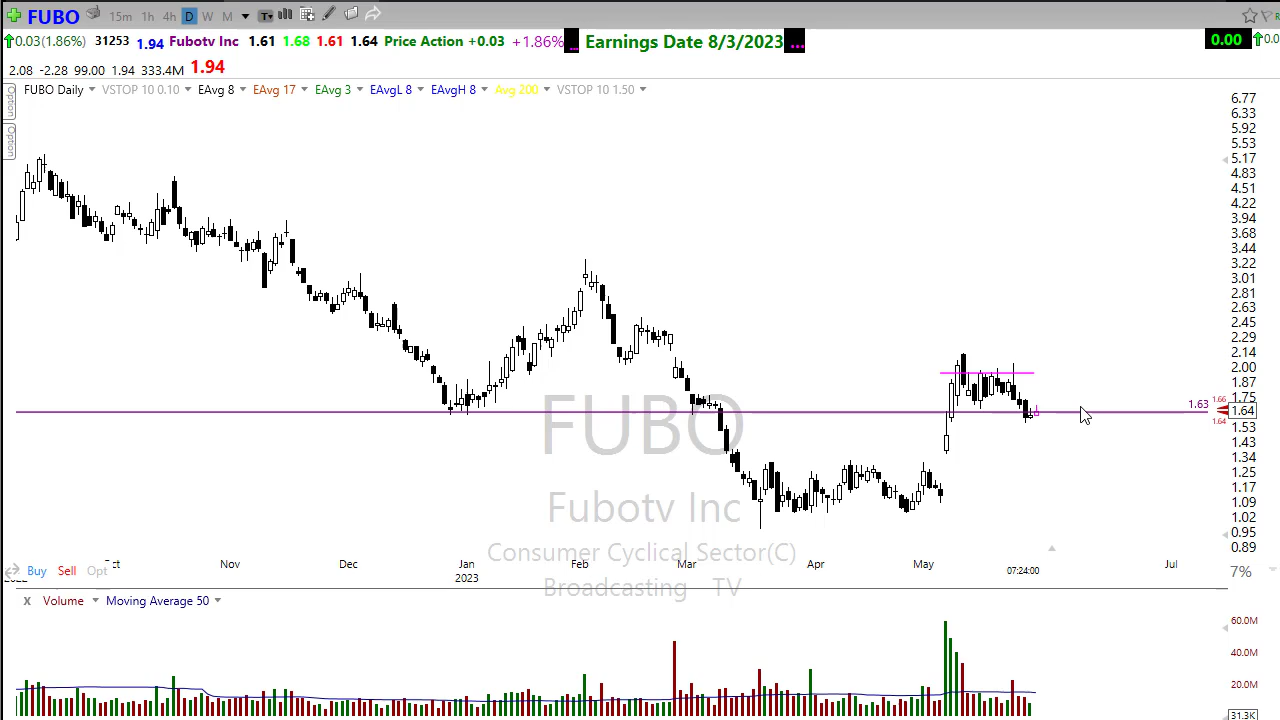 FUBO 15m 1h 4h D W M T
0.03(1.86%) 31253 1.94 Fubotv Inc 1.61 1.68 1.61 1.64 Price Action +0.03 +1.86% ... Earnings Date 8/3/2023 ... 0.00
2.08 -2.28 99.00 1.94 333.4M 1.94
FUBO Daily VSTOP 10 0.10 EAvg 8 EAvg 17 EAvg 3 EAvgL 8 EAvgH 8 Avg 200 VSTOP 10 1.50
Option
Option
6.77
6.33
5.92
5.53
5.17
4.83
4.51
4.22
3.94
3.68
3.44
3.22
3.01
2.81
2.63
2.45
2.29
2.14
2.00
1.87
1.75
1.63 1.66
1.64
1.64
1.53
1.43
1.34
1.25
1.17
1.09
1.02
0.95
0.89
FUBO
Fubotv Inc
Consumer Cyclical Sector(C)
Broadcasting TV
Nov Dec Jan Feb Mar Apr May Jul
2023
07:24:00
Buy Sell Opt
7%
X Volume Moving Average 50
60.0M
40.0M
20.0M
31.3K